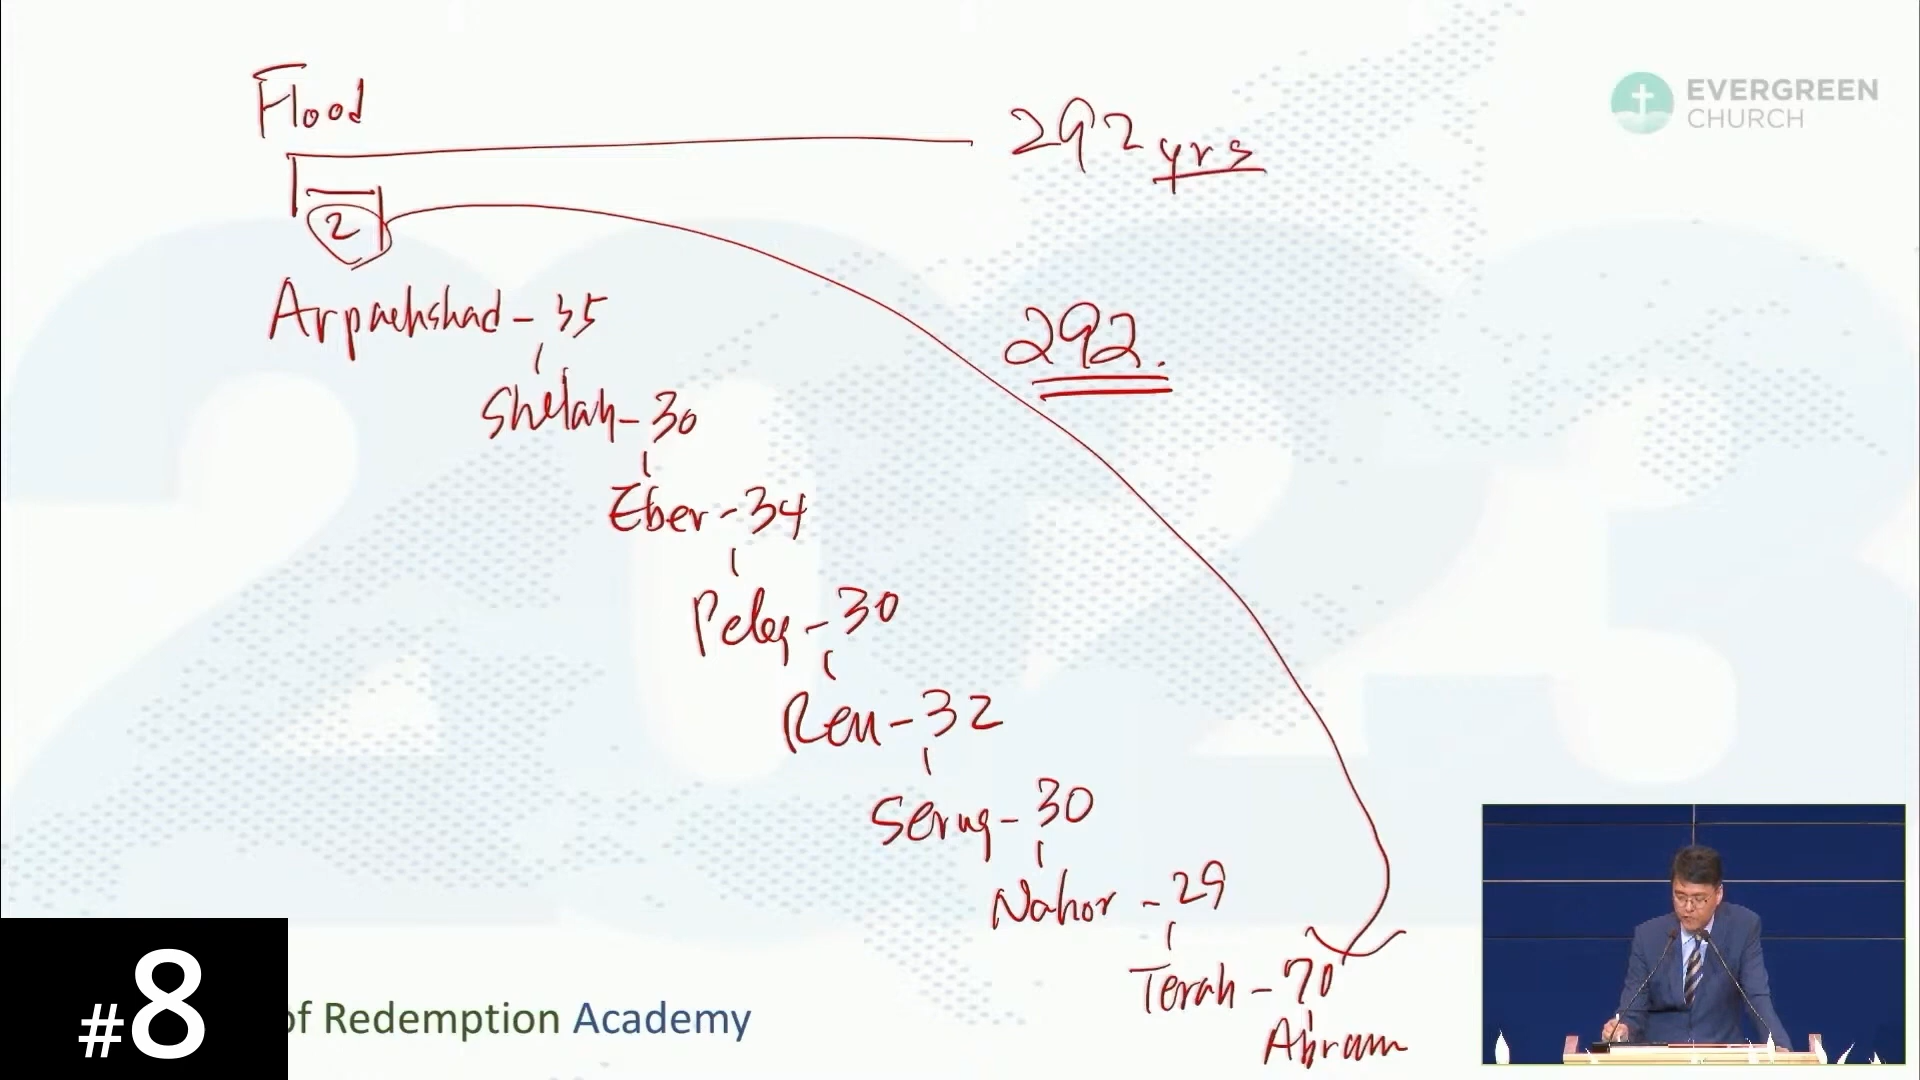 Flood
292 yrs
EVERGREEN
CHURCH
2
Arpachshad - 35
292.
Shelah - 30
Eber - 34
Peleg - 30
Reu - 32
Serug - 30
Nahor - 29
Terah - 70
Abram
#8
of Redemption Academy
2023